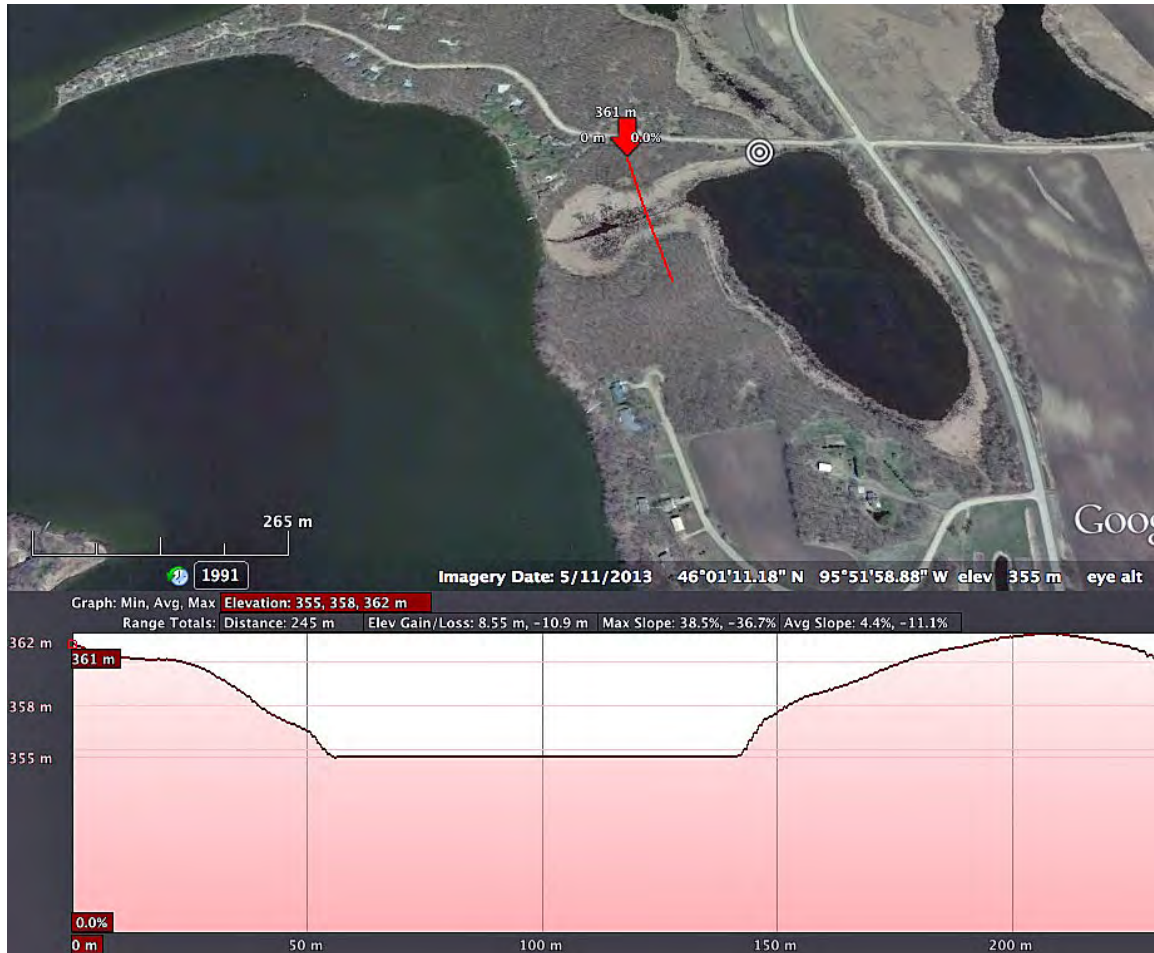 361 m
0 m 0.0%
265 m
1991
Goog
Imagery Date: 5/11/2013 46°01'11.18" N 95°51'58.88" W elev 355 m eye alt
Graph: Min, Avg, Max Elevation: 355, 358, 362 m
Range Totals: Distance: 245 m Elev Gain/Loss: 8.55 m, -10.9 m Max Slope: 38.5%, -36.7% Avg Slope: 4.4%, -11.1%
362 m
361 m
358 m
355 m
0.0%
0 m 50 m 100 m 150 m 200 m